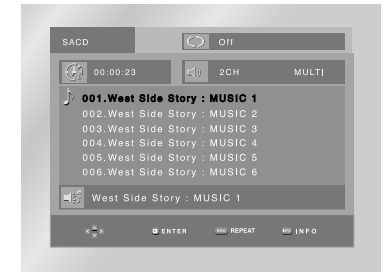 SACD Off
00:00:23 2CH MULTI
001.West Side Story : MUSIC 1
002.West Side Story : MUSIC 2
003.West Side Story : MUSIC 3
004.West Side Story : MUSIC 4
005.West Side Story : MUSIC 5
006.West Side Story : MUSIC 6
West Side Story : MUSIC 1
ENTER REPEAT INFO